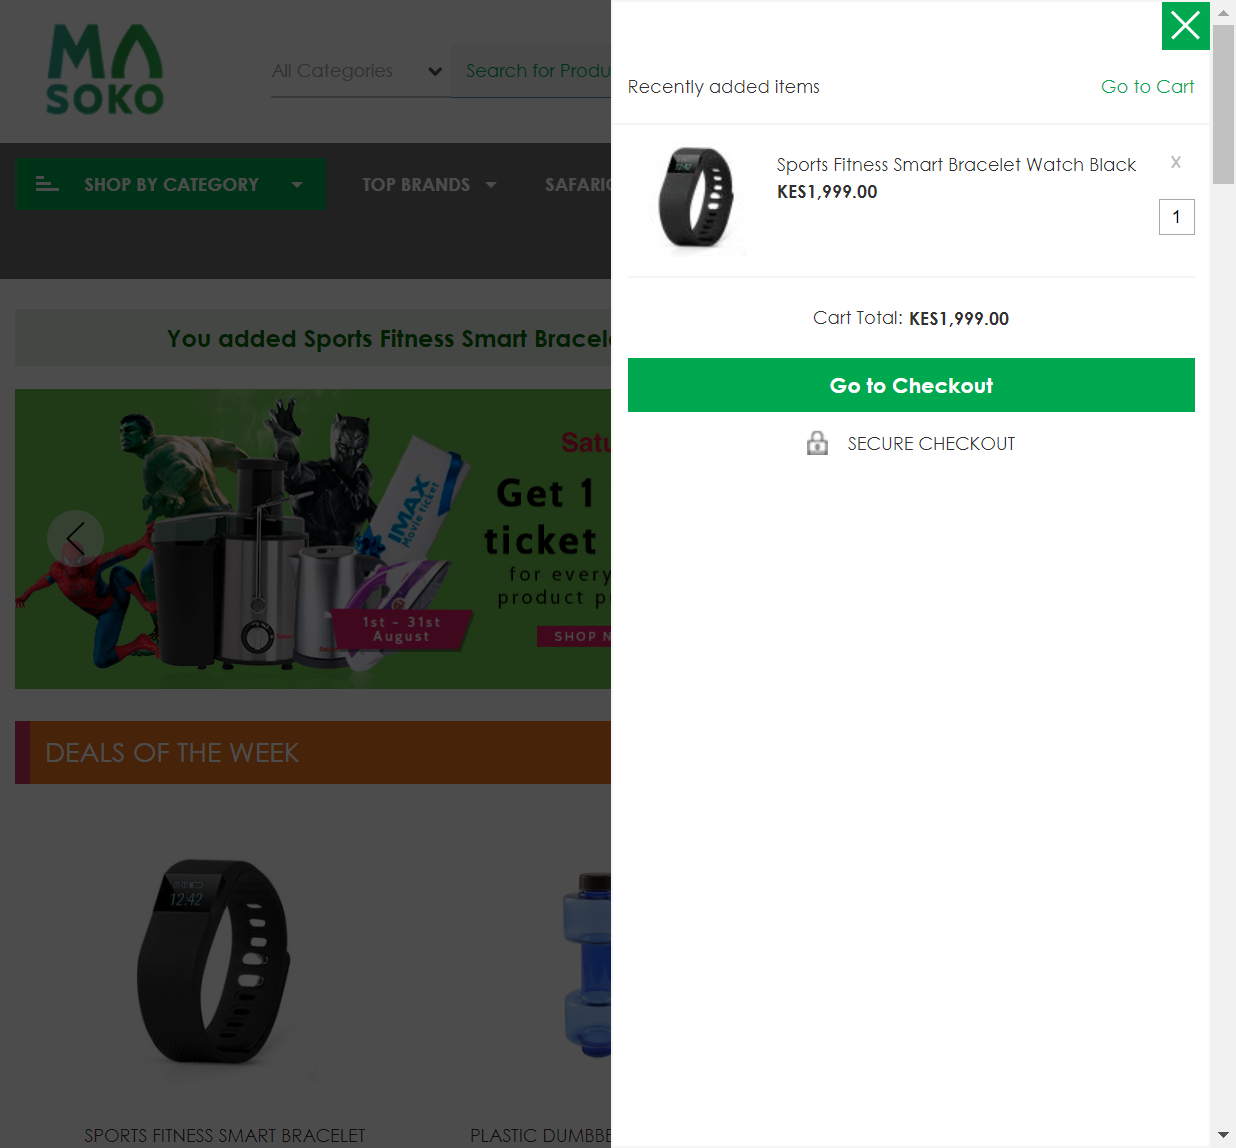 MA
SOKO
All Categories
Search for Produ
SHOP BY CATEGORY
TOP BRANDS
SAFARIC
You added Sports Fitness Smart Bracel
Satu
Get 1
ticket
for every
product p
SHOP N
IMAX
Movie ticket
1st - 31st
August
DEALS OF THE WEEK
12:42
SPORTS FITNESS SMART BRACELET
PLASTIC DUMBBE
Recently added items
Go to Cart
Sports Fitness Smart Bracelet Watch Black
KES1,999.00
x
1
Cart Total: KES1,999.00
Go to Checkout
SECURE CHECKOUT